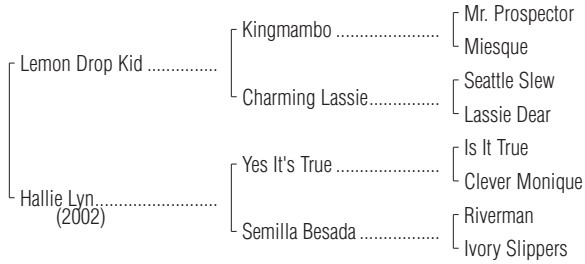 Mr. Prospector
Kingmambo ....................
Miesque
Lemon Drop Kid ..............
Seattle Slew
Charming Lassie..............
Lassie Dear
Is It True
Yes It's True ....................
Clever Monique
Hallie Lyn........................
(2002)
Riverman
Semilla Besada ................
Ivory Slippers